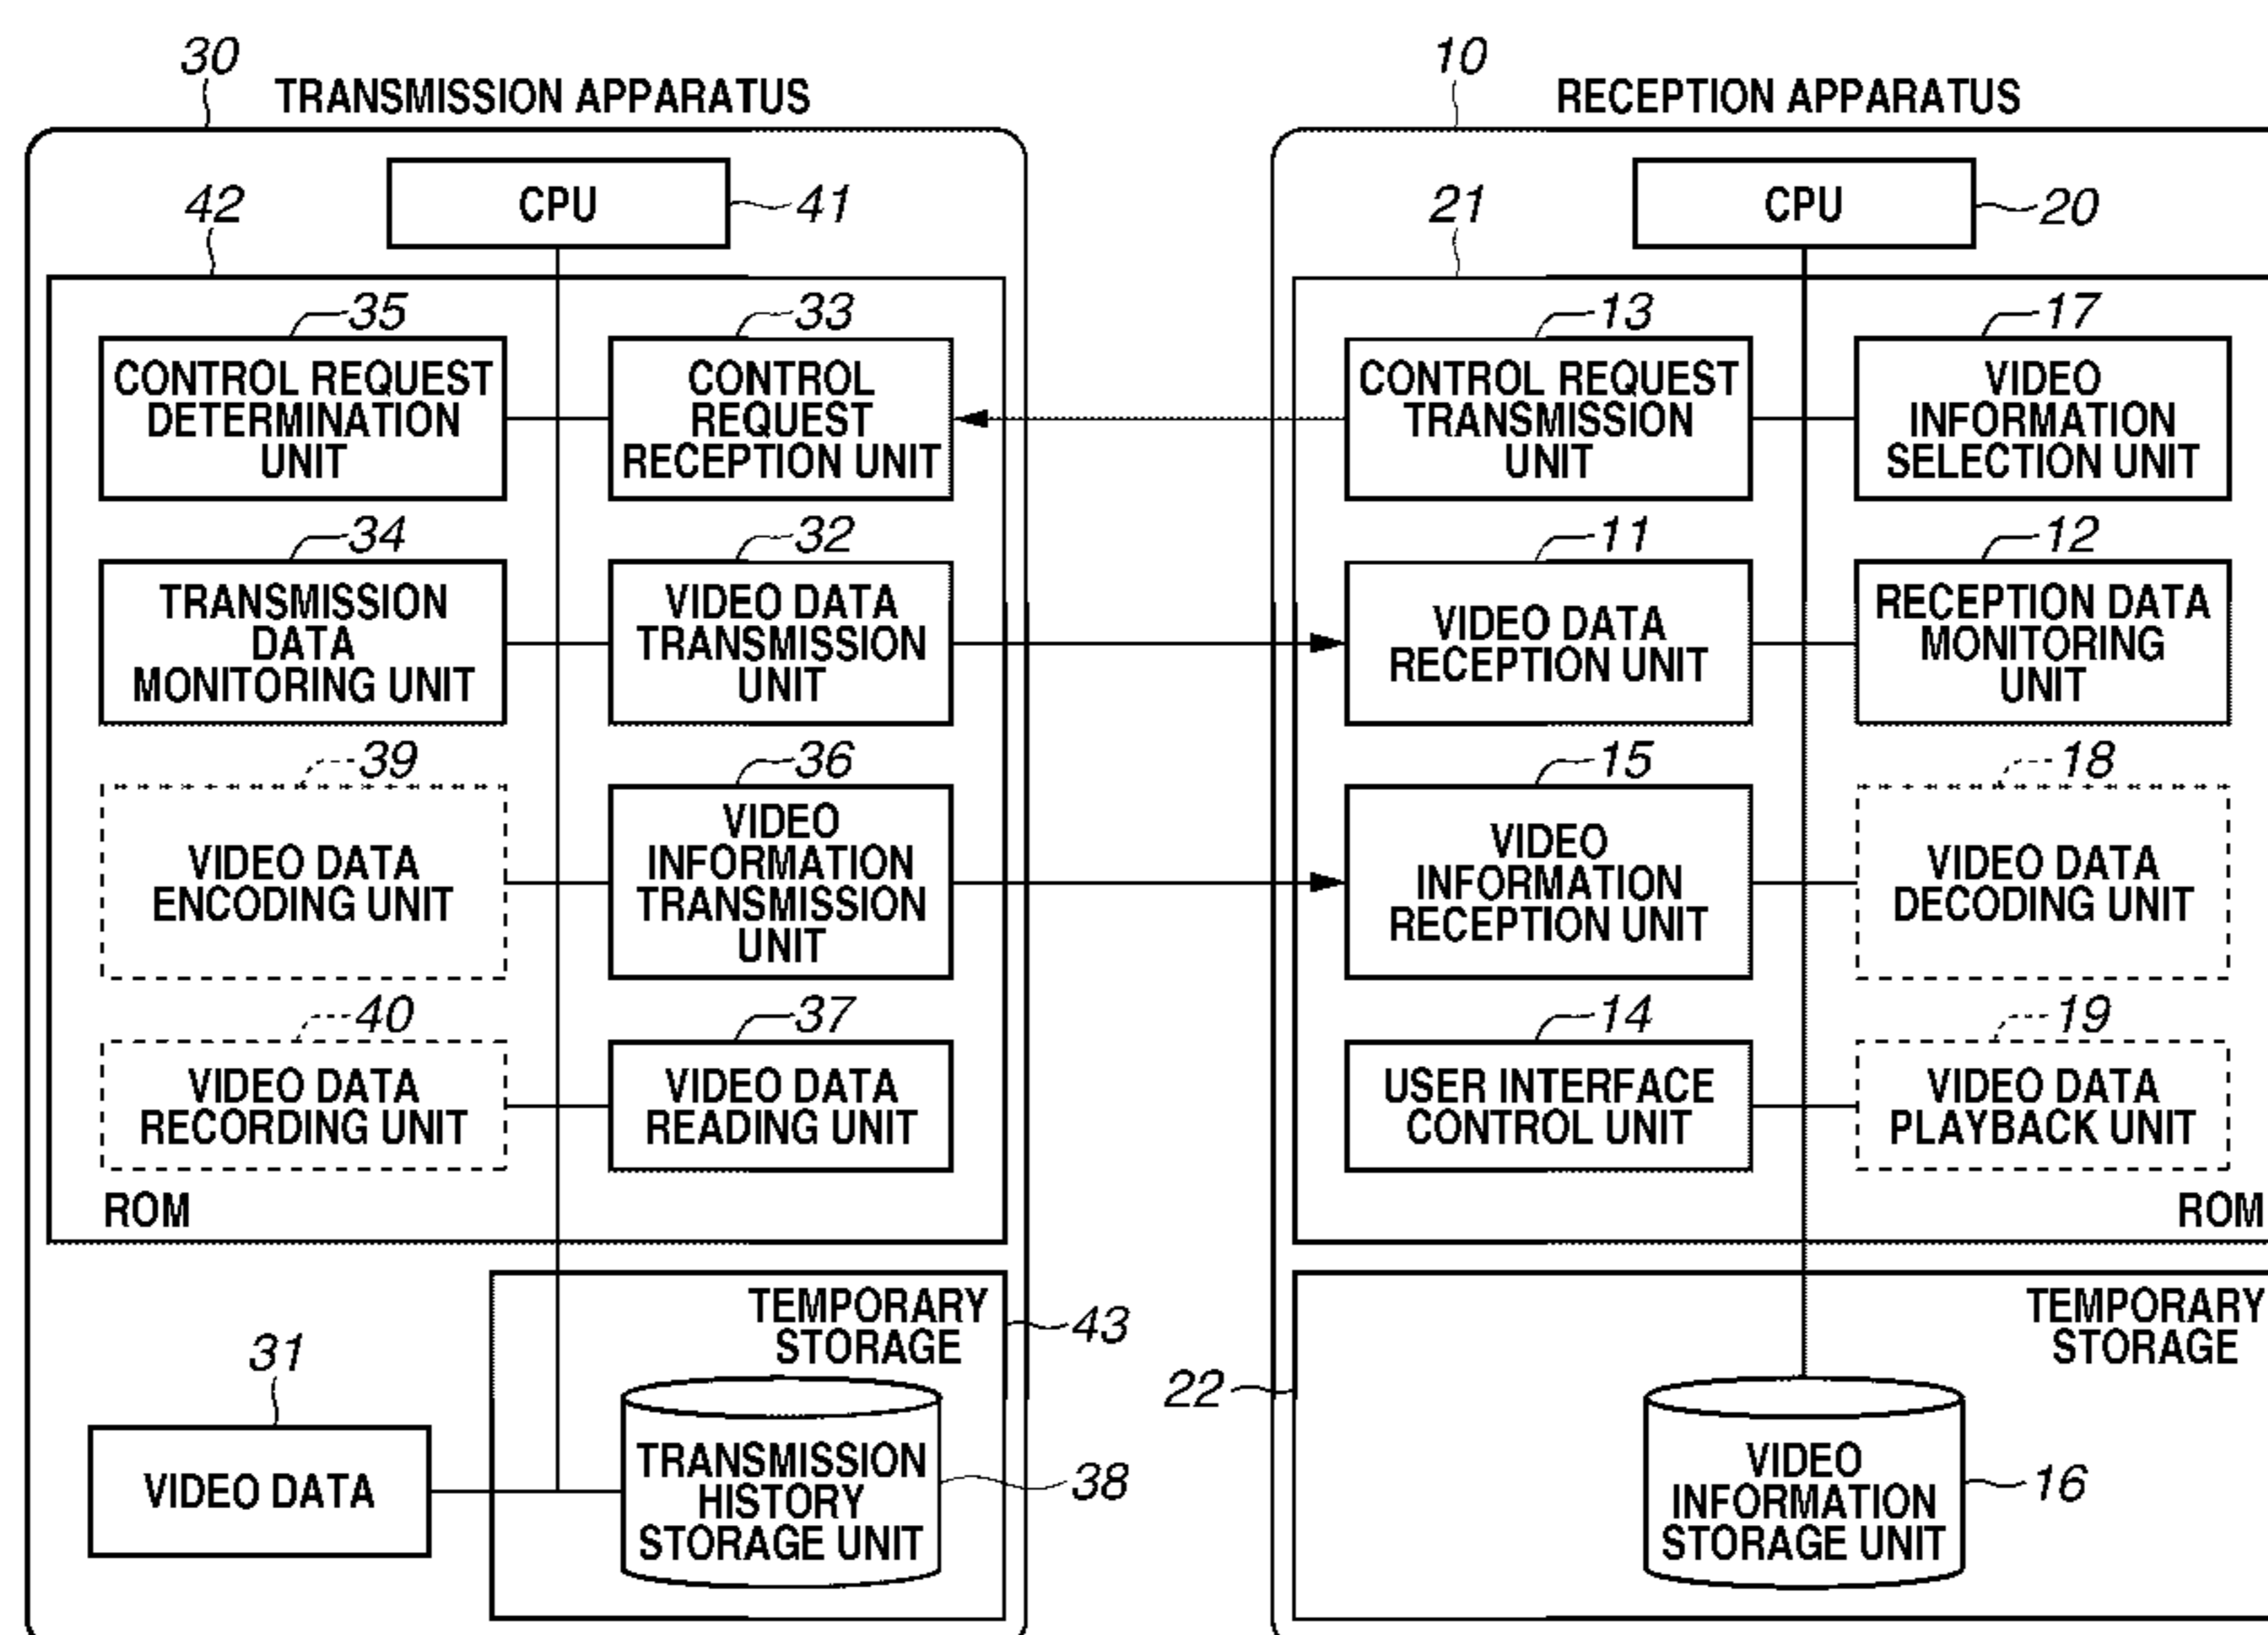 30
TRANSMISSION APPARATUS
CPU
41
42
35
CONTROL REQUEST
DETERMINATION
UNIT
33
CONTROL
REQUEST
RECEPTION UNIT
34
TRANSMISSION
DATA
MONITORING UNIT
32
VIDEO DATA
TRANSMISSION
UNIT
39
VIDEO DATA
ENCODING UNIT
36
VIDEO
INFORMATION
TRANSMISSION
UNIT
40
VIDEO DATA
RECORDING UNIT
37
VIDEO DATA
READING UNIT
ROM
TEMPORARY
STORAGE
43
31
VIDEO DATA
TRANSMISSION
HISTORY
STORAGE UNIT
38
10
RECEPTION APPARATUS
CPU
20
21
13
CONTROL REQUEST
TRANSMISSION
UNIT
17
VIDEO
INFORMATION
SELECTION UNIT
11
VIDEO DATA
RECEPTION UNIT
12
RECEPTION DATA
MONITORING
UNIT
15
VIDEO
INFORMATION
RECEPTION UNIT
18
VIDEO DATA
DECODING UNIT
14
USER INTERFACE
CONTROL UNIT
19
VIDEO DATA
PLAYBACK UNIT
ROM
TEMPORARY
STORAGE
22
VIDEO
INFORMATION
STORAGE UNIT
16